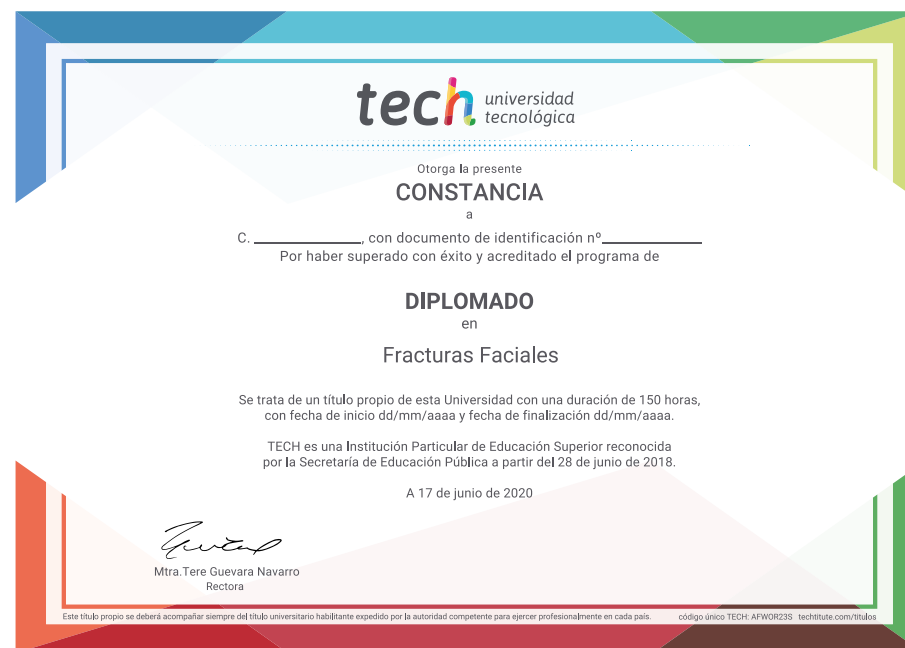 tech universidad
tecnológica
Otorga la presente
CONSTANCIA
a
C. ____________, con documento de identificación nº____________
Por haber superado con éxito y acreditado el programa de
DIPLOMADO
en
Fracturas Faciales
Se trata de un título propio de esta Universidad con una duración de 150 horas,
con fecha de inicio dd/mm/aaaa y fecha de finalización dd/mm/aaaa.
TECH es una Institución Particular de Educación Superior reconocida
por la Secretaría de Educación Pública a partir del 28 de junio de 2018.
A 17 de junio de 2020
Mtra.Tere Guevara Navarro
Rectora
Este título propio se deberá acompañar siempre del título universitario habilitante expedido por la autoridad competente para ejercer profesionalmente en cada país. código único TECH: AFWOR23S techtitute.com/titulos